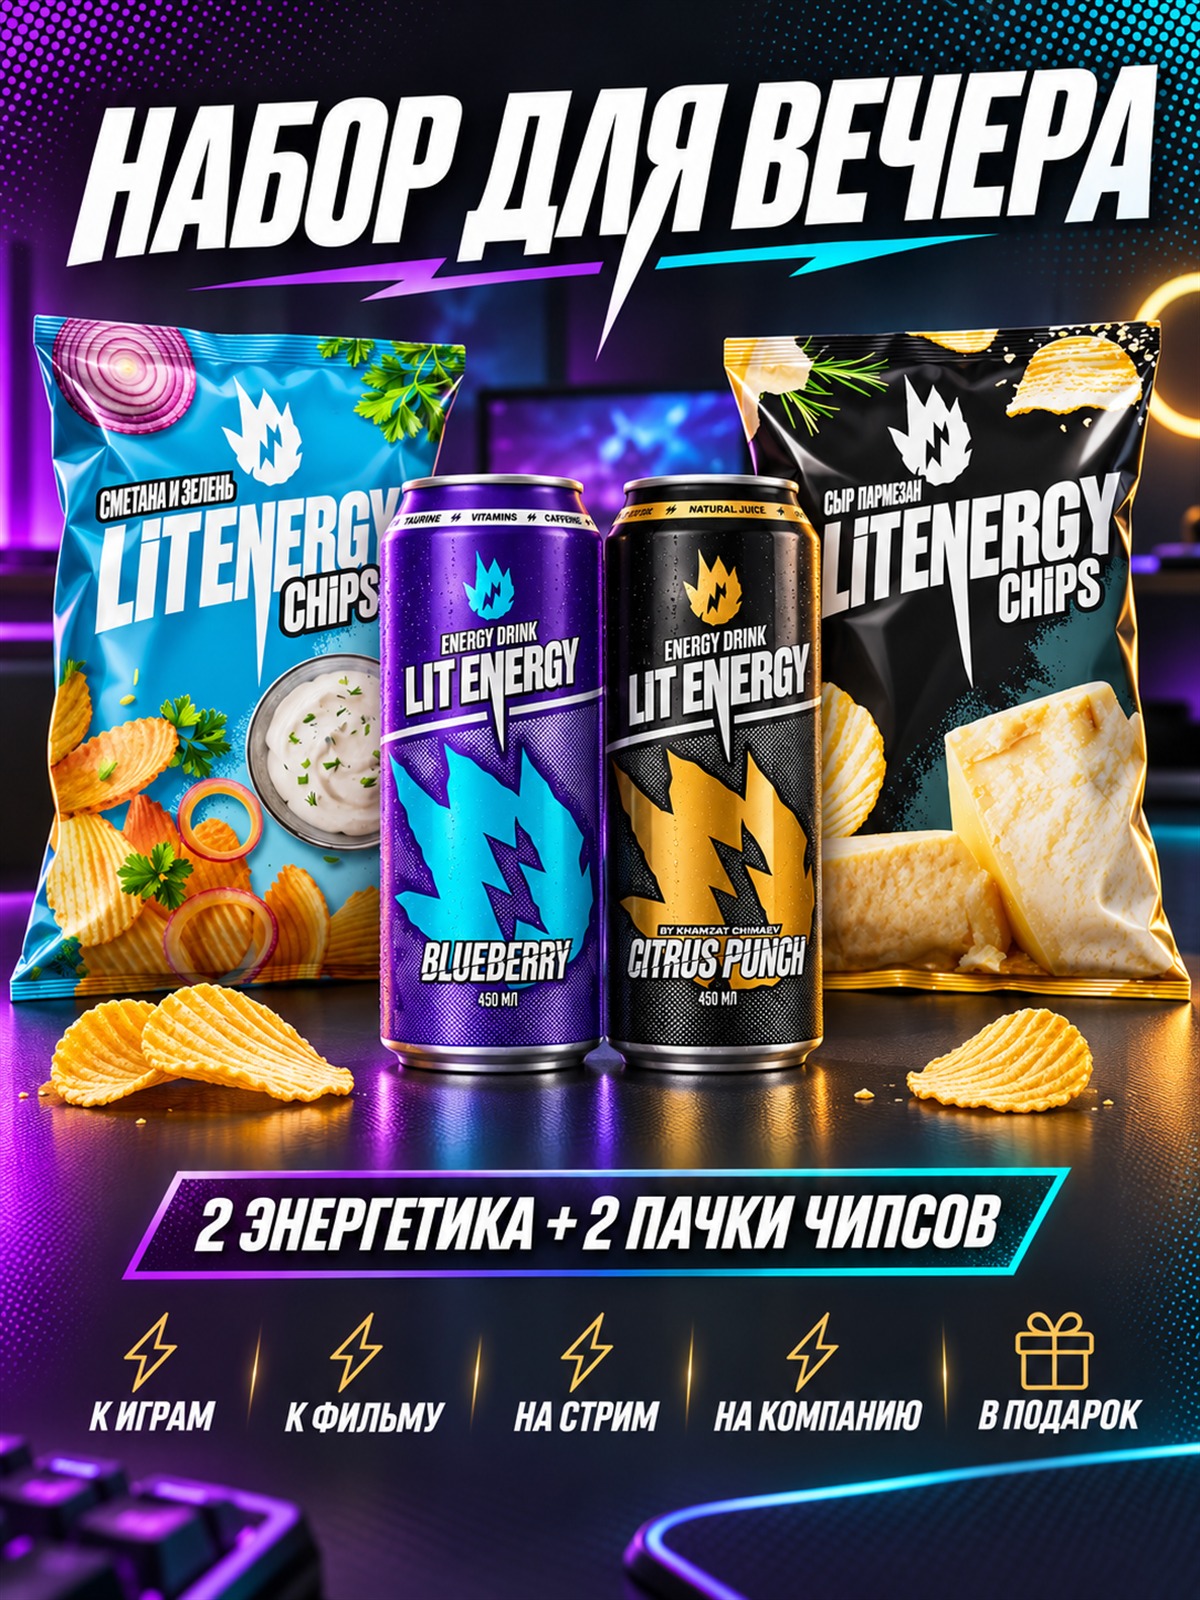 НАБОР ДЛЯ ВЕЧЕРА
СМЕТАНА И ЗЕЛЕНЬ
LITENERGY
CHIPS
TAURINE VITAMINS CAFFEINE
ENERGY DRINK
LIT ENERGY
BLUEBERRY
450 МЛ
NATURAL JUICE
ENERGY DRINK
LIT ENERGY
BY KHAMZAT CHIMAEV
CITRUS PUNCH
450 МЛ
СЫР ПАРМЕЗАН
LITENERGY
CHIPS
2 ЭНЕРГЕТИКА + 2 ПАЧКИ ЧИПСОВ
К ИГРАМ
К ФИЛЬМУ
НА СТРИМ
НА КОМПАНИЮ
В ПОДАРОК